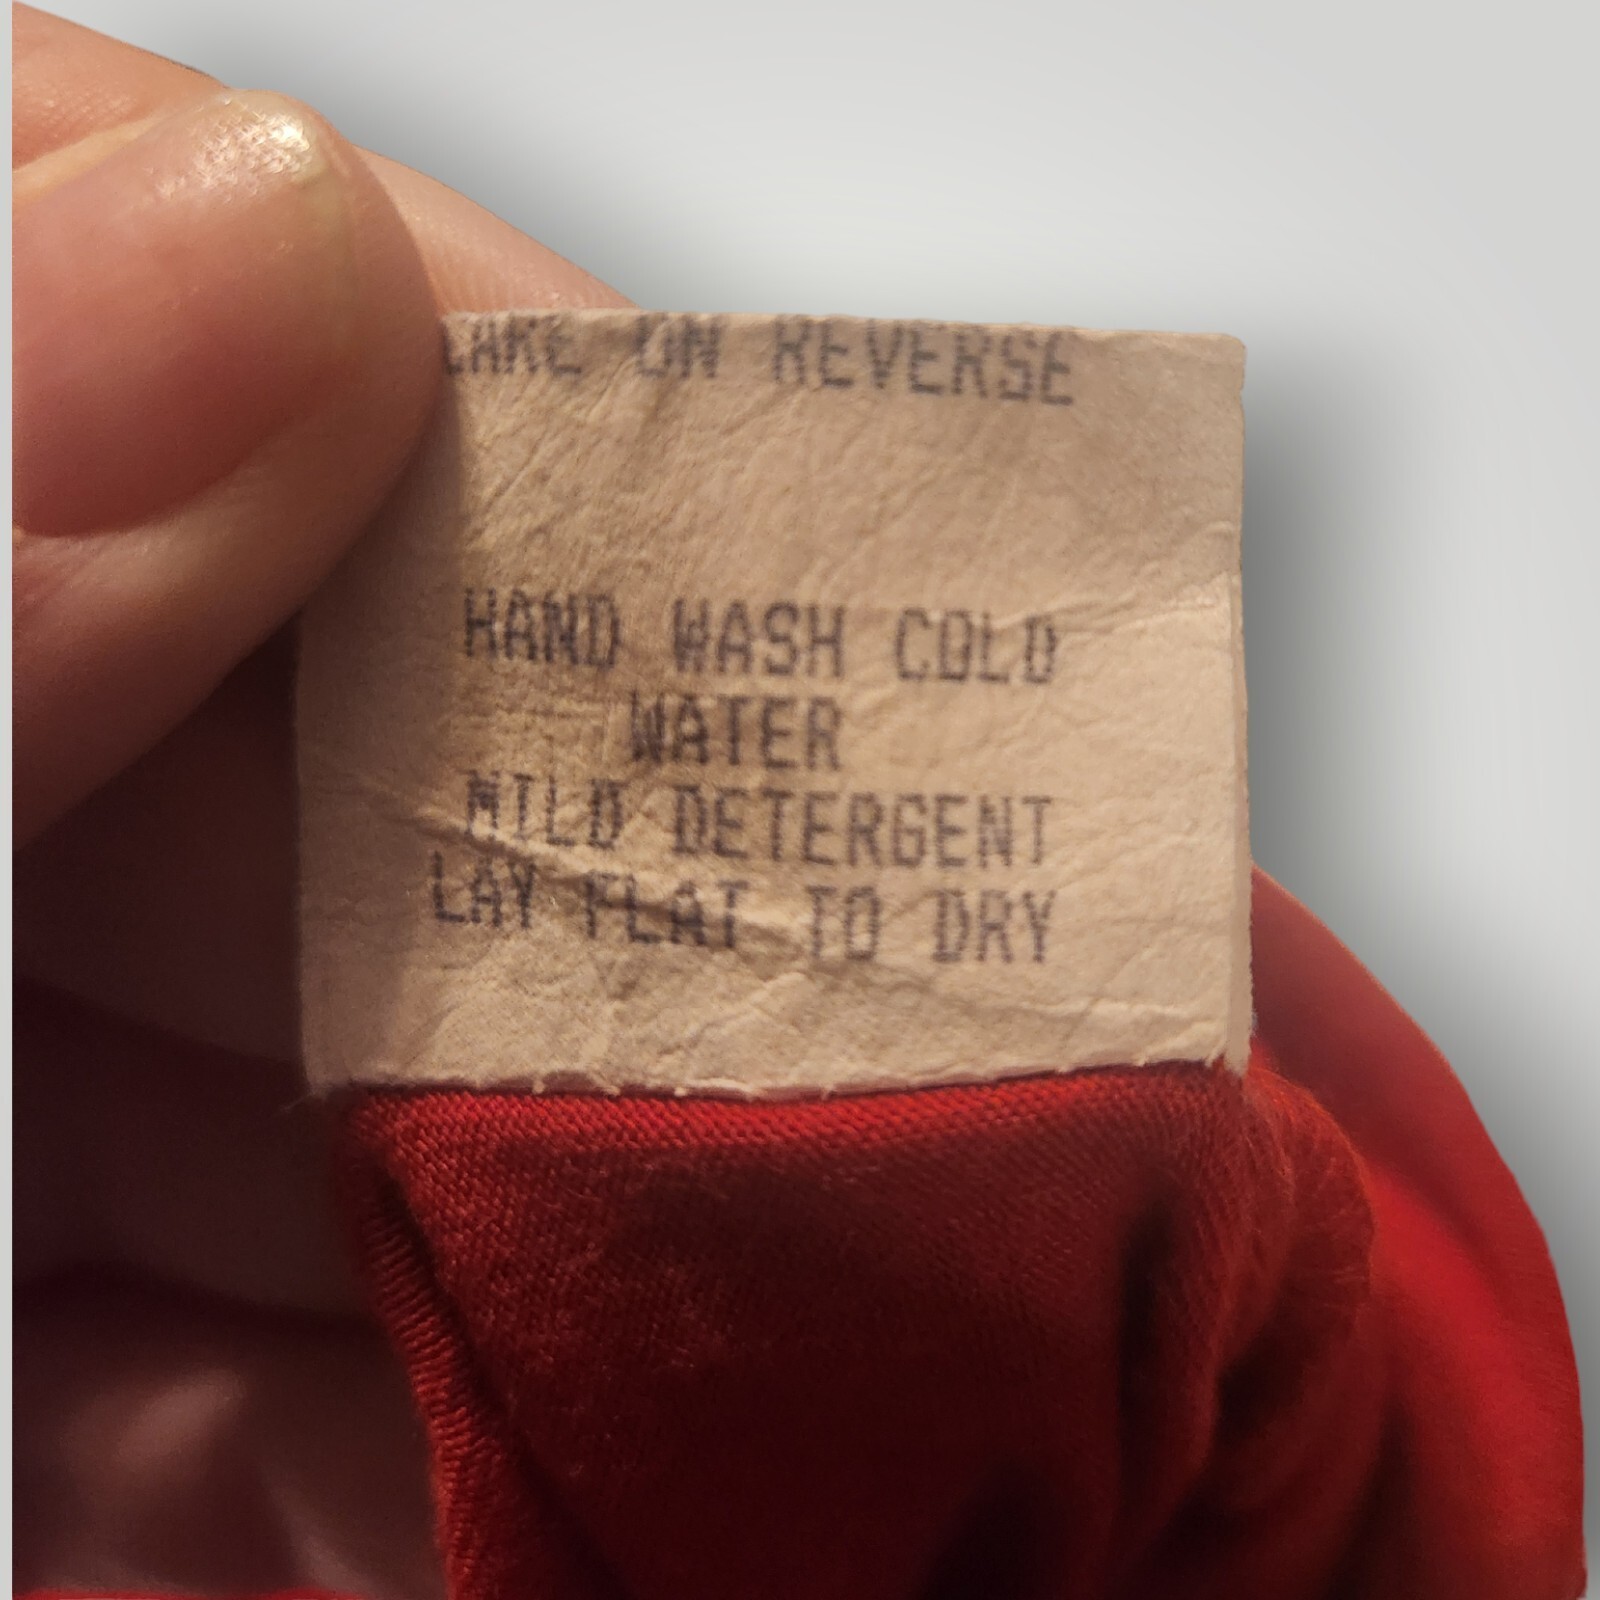 CARE ON REVERSE
HAND WASH COLD
WATER
MILD DETERGENT
LAY FLAT TO DRY